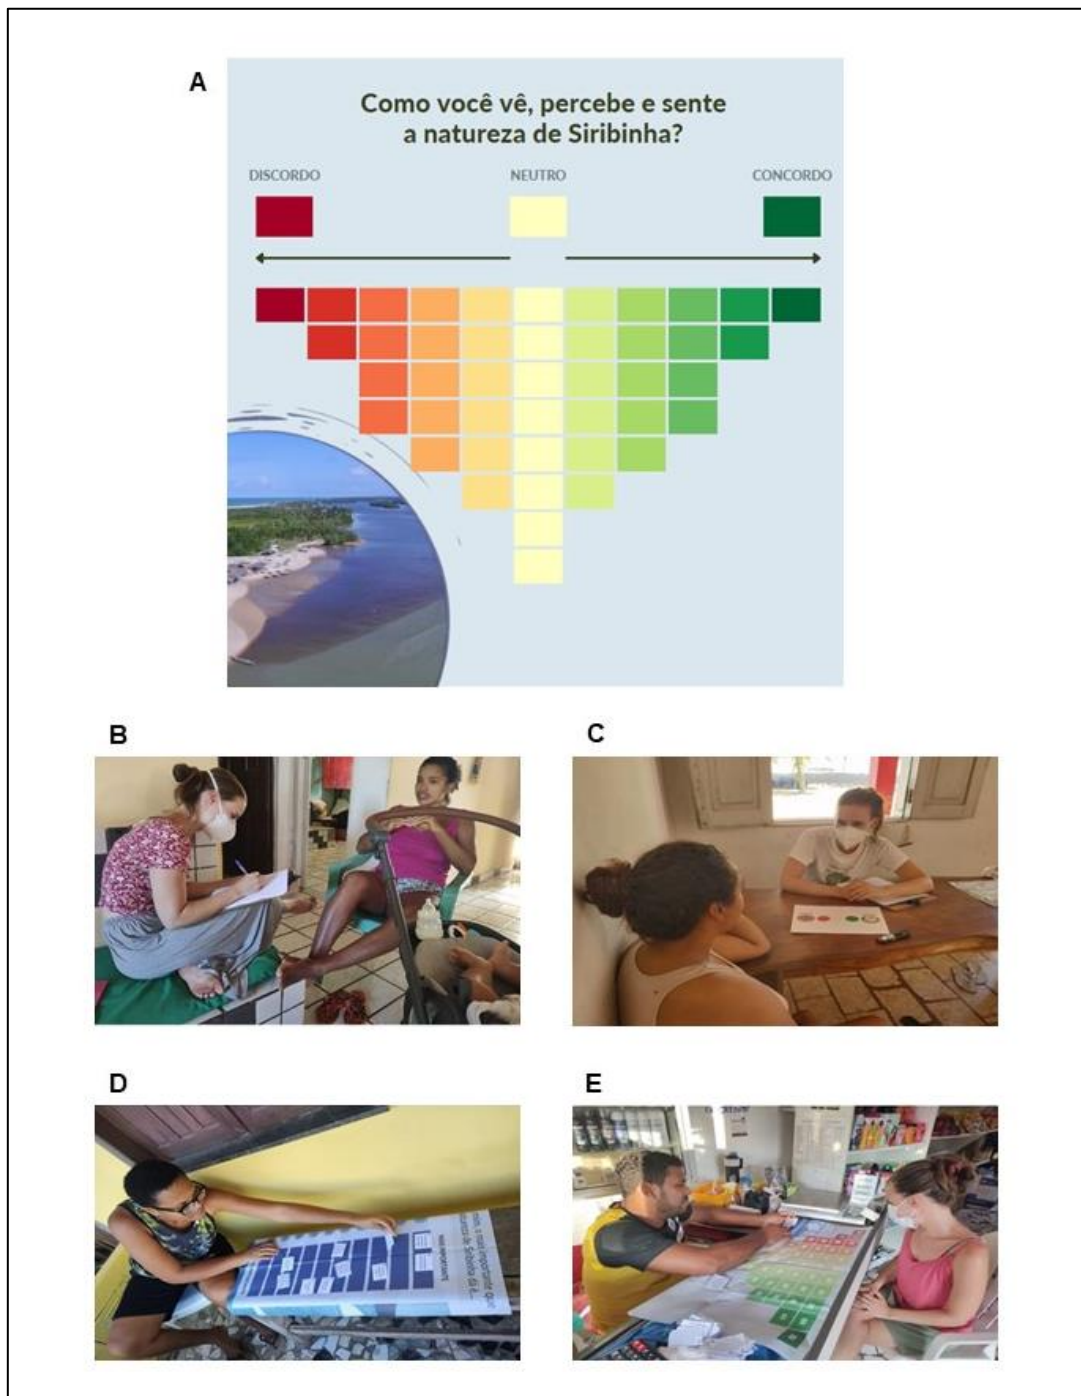 A
Como você vê, percebe e sente
a natureza de Siribinha?
DISCORDO
NEUTRO
CONCORDO
B
C
D
E